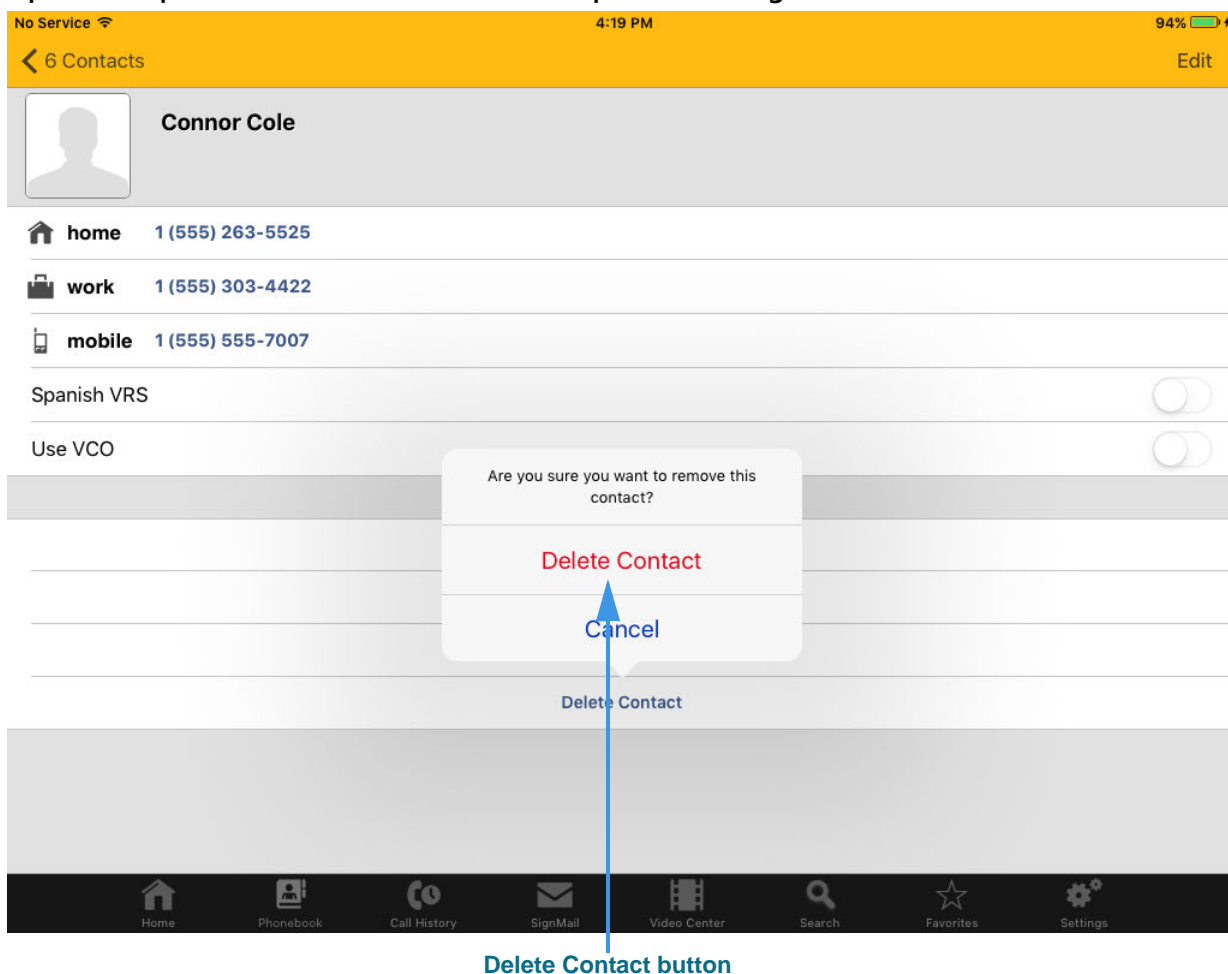 No Service 4:19 PM 94%
6 Contacts Edit
Connor Cole
home 1 (555) 263-5525
work 1 (555) 303-4422
mobile 1 (555) 555-7007
Spanish VRS
Use VCO
Are you sure you want to remove this
contact?
Delete Contact
Cancel
Delete Contact
Home Phonebook Call History SignMail Video Center Search Favorites Settings
Delete Contact button